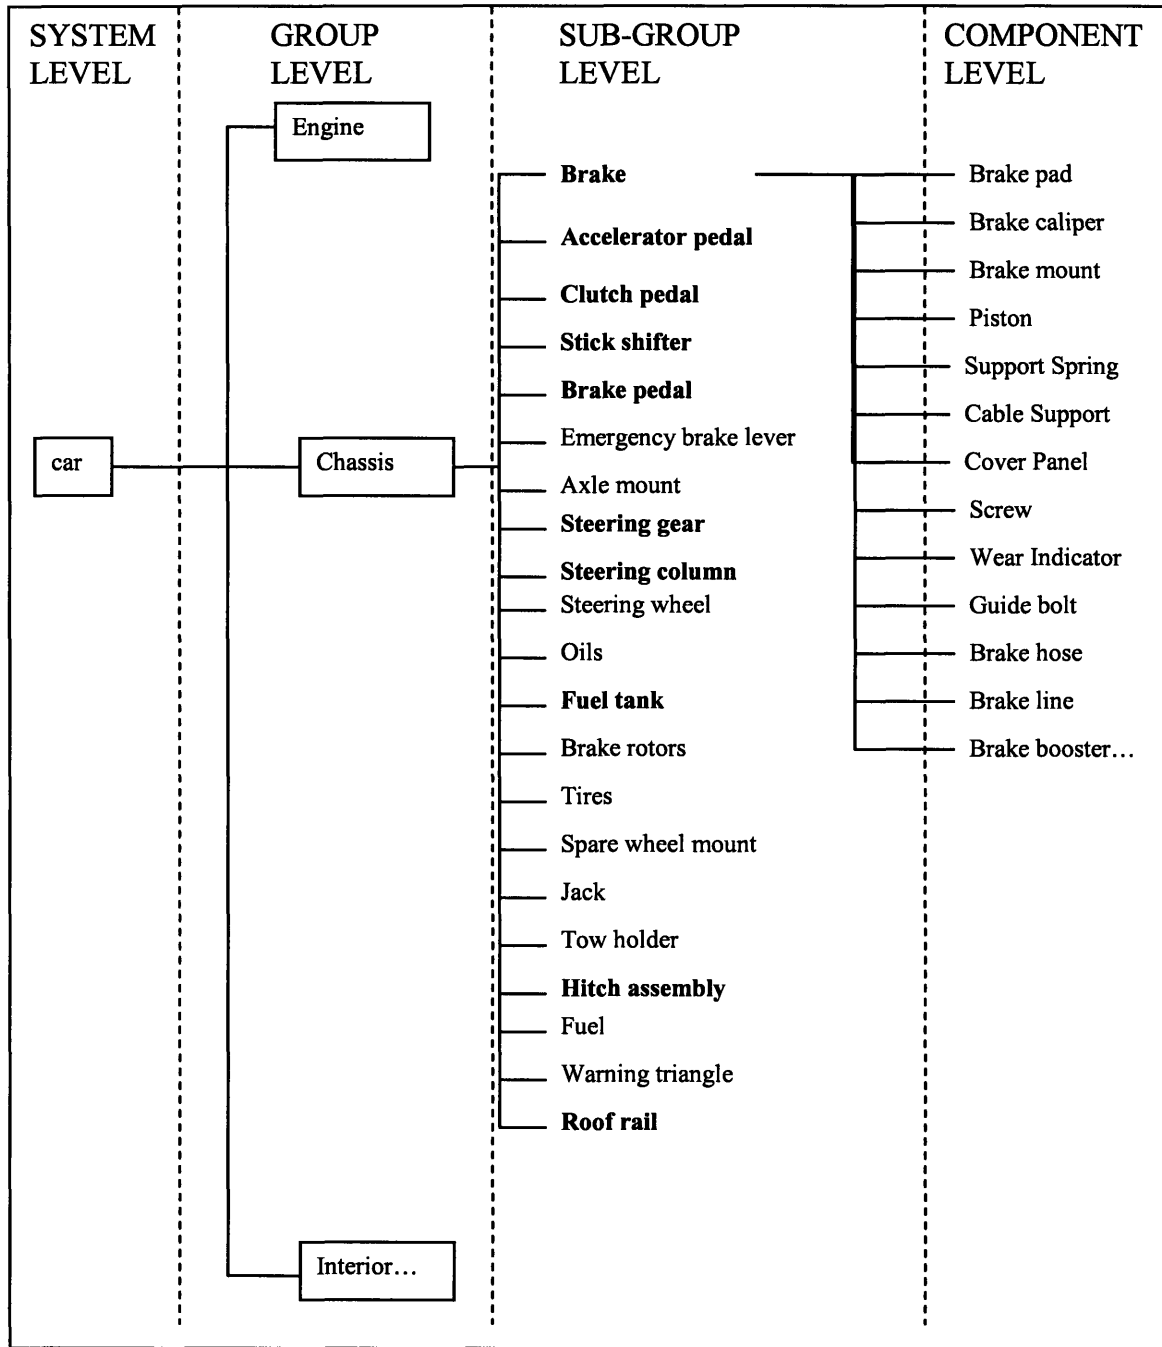 SYSTEM
LEVEL
GROUP
LEVEL
SUB-GROUP
LEVEL
COMPONENT
LEVEL
Engine
car
Chassis
Interior...
Brake
Accelerator pedal
Clutch pedal
Stick shifter
Brake pedal
Emergency brake lever
Axle mount
Steering gear
Steering column
Steering wheel
Oils
Fuel tank
Brake rotors
Tires
Spare wheel mount
Jack
Tow holder
Hitch assembly
Fuel
Warning triangle
Roof rail
Brake pad
Brake caliper
Brake mount
Piston
Support Spring
Cable Support
Cover Panel
Screw
Wear Indicator
Guide bolt
Brake hose
Brake line
Brake booster...